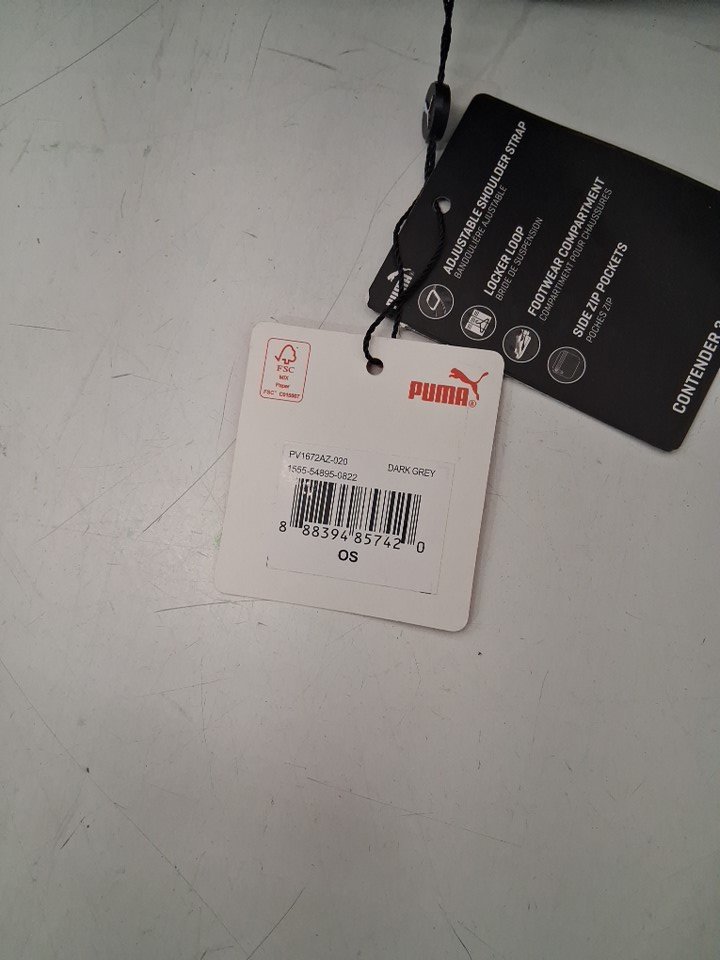 PUMA
ADJUSTABLE SHOULDER STRAP
BANDOULIÈRE AJUSTABLE
LOCKER LOOP
BRIDE DE SUSPENSION
FOOTWEAR COMPARTMENT
COMPARTIMENT POUR CHAUSSURES
SIDE ZIP POCKETS
POCHES ZIP
CONTENDER
FSC
MIX
Paper
PUMA®
PV1672AZ-020
1555-54895-0822
DARK GREY
8 88394 85742 0
OS